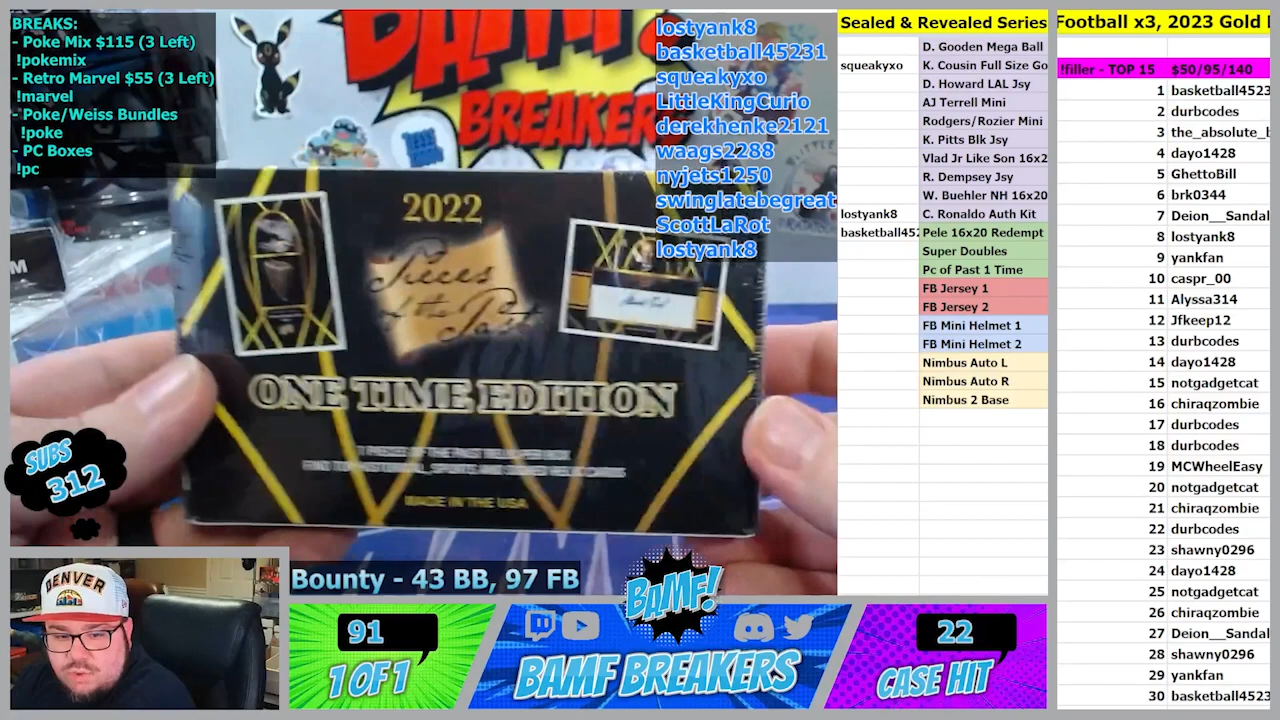 BREAKS:
- Poke Mix $115 (3 Left)
!pokemix
- Retro Marvel $55 (3 Left)
!marvel
- Poke/Weiss Bundles
!poke
- PC Boxes
!pc
BAMF!
BREAKERS
lostyank8
basketball45231
squeakyxo
LittleKingCurio
derekhenke2121
waags2288
nyjets1250
swinglatebegreat
ScottLaRot
lostyank8
2022
Pieces
of the Past
ONE TIME EDITION
MADE IN THE USA
SUBS
312
DENVER
Bounty - 43 BB, 97 FB
BAMF!
91
1 OF 1
BAMF BREAKERS
22
CASE HIT
Sealed & Revealed Series
D. Gooden Mega Ball
squeakyxo K. Cousin Full Size Go
D. Howard LAL Jsy
AJ Terrell Mini
Rodgers/Rozier Mini
K. Pitts Blk Jsy
Vlad Jr Like Son 16x2
R. Dempsey Jsy
W. Buehler NH 16x20
lostyank8 C. Ronaldo Auth Kit
basketball452 Pele 16x20 Redempt
Super Doubles
Pc of Past 1 Time
FB Jersey 1
FB Jersey 2
FB Mini Helmet 1
FB Mini Helmet 2
Nimbus Auto L
Nimbus Auto R
Nimbus 2 Base
Football x3, 2023 Gold
!filler - TOP 15 $50/95/140
1 basketball4523
2 durbcodes
3 the_absolute_b
4 dayo1428
5 GhettoBill
6 brk0344
7 Deion__Sandal
8 lostyank8
9 yankfan
10 caspr_00
11 Alyssa314
12 Jfkeep12
13 durbcodes
14 dayo1428
15 notgadgetcat
16 chiraqzombie
17 durbcodes
18 durbcodes
19 MCWheelEasy
20 notgadgetcat
21 chiraqzombie
22 durbcodes
23 shawny0296
24 dayo1428
25 notgadgetcat
26 chiraqzombie
27 Deion__Sandal
28 shawny0296
29 yankfan
30 basketball4523